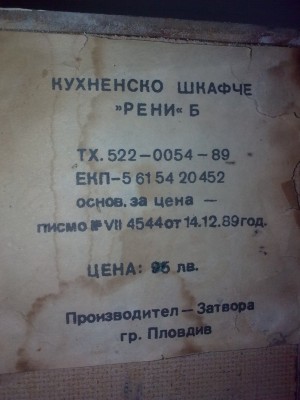 КУХНЕНСКО ШКАФЧЕ
»РЕНИ« Б
ТХ. 522-0054-89
ЕКП-5 61 54 20452
основ. за цена —
писмо № VII 4544 от 14.12.89 год.
ЦЕНА: 95 лв.
Производител — Затвора
гр. Пловдив